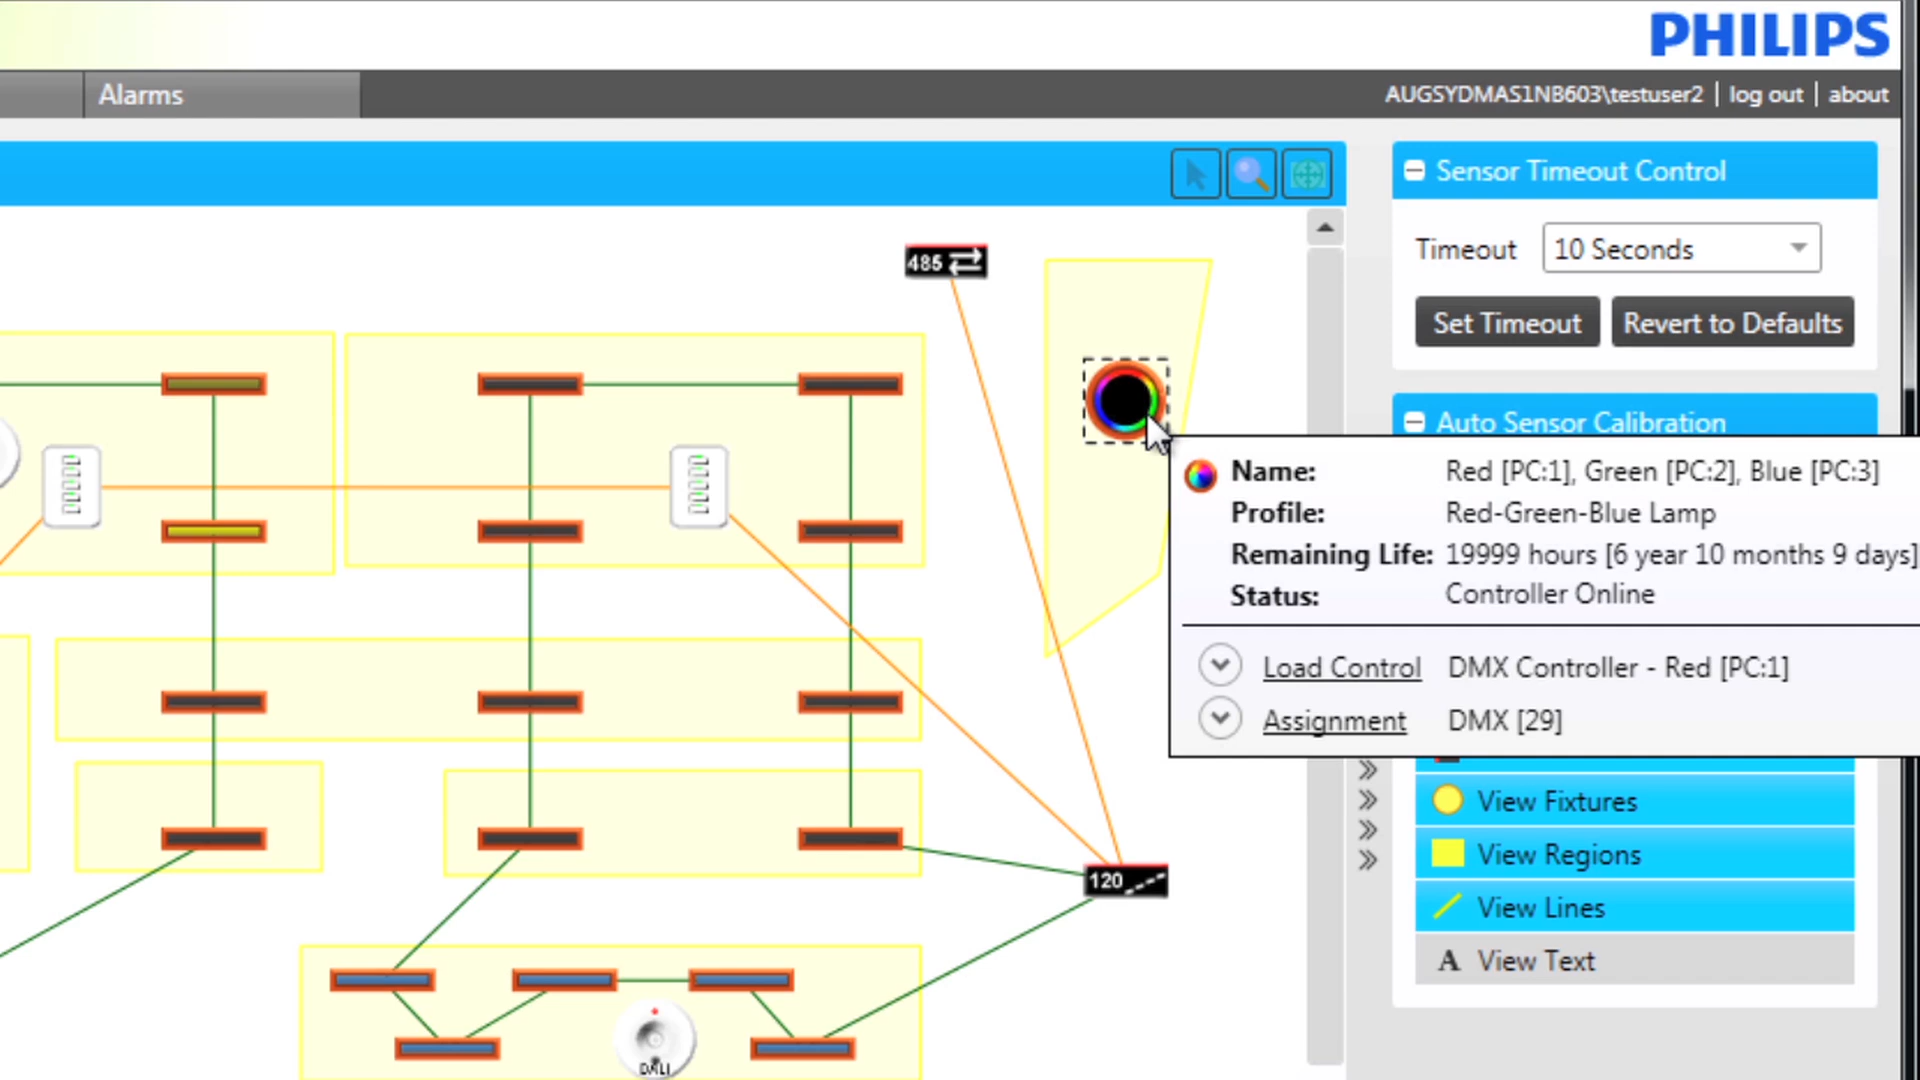 PHILIPS
Alarms
AUGSYDMAS1NB603\testuser2 | log out | about
Sensor Timeout Control
Timeout 10 Seconds
Set Timeout Revert to Defaults
485
Auto Sensor Calibration
Name: Red [PC:1], Green [PC:2], Blue [PC:3]
Profile: Red-Green-Blue Lamp
Remaining Life: 19999 hours [6 year 10 months 9 days]
Status: Controller Online
Load Control DMX Controller - Red [PC:1]
Assignment DMX [29]
View Fixtures
View Regions
120
View Lines
A View Text
DALI